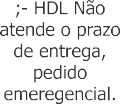 ;- HDL Não
atende o prazo
de entrega,
pedido
emeregencial.